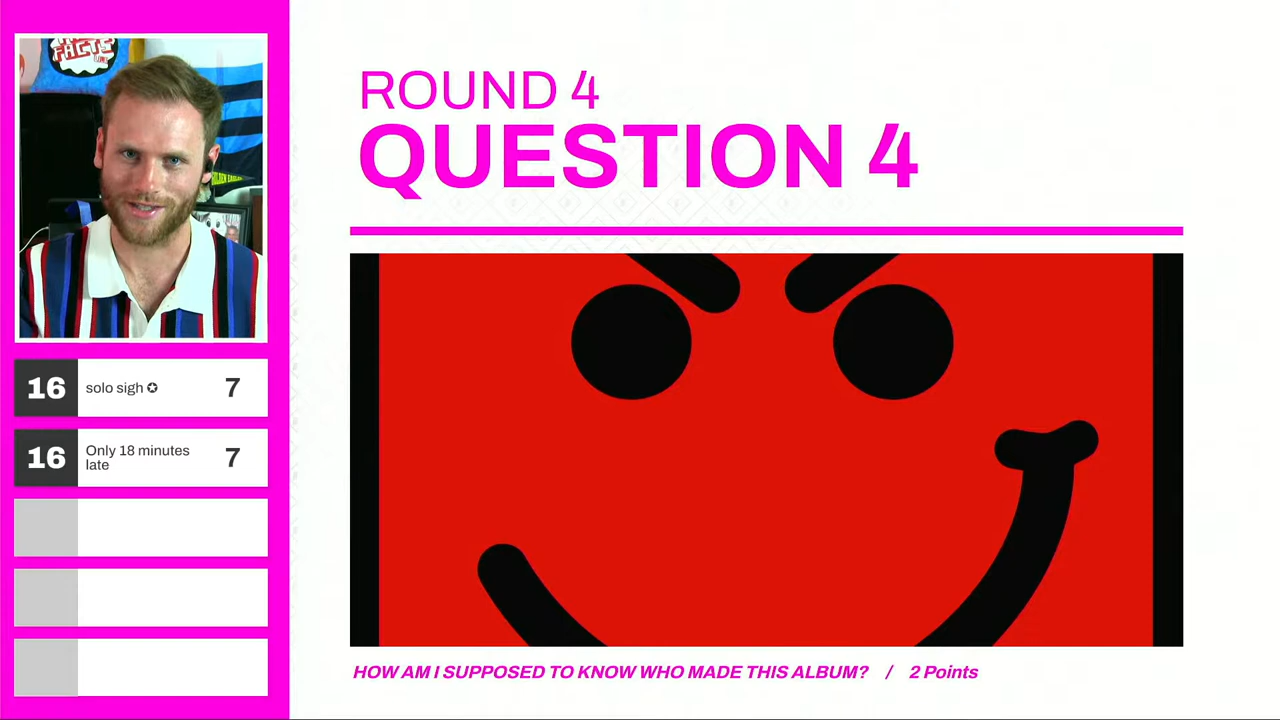 FACTS
ROUND 4
QUESTION 4
16 solo sigh ✪ 7
16 Only 18 minutes late 7
HOW AM I SUPPOSED TO KNOW WHO MADE THIS ALBUM? / 2 Points